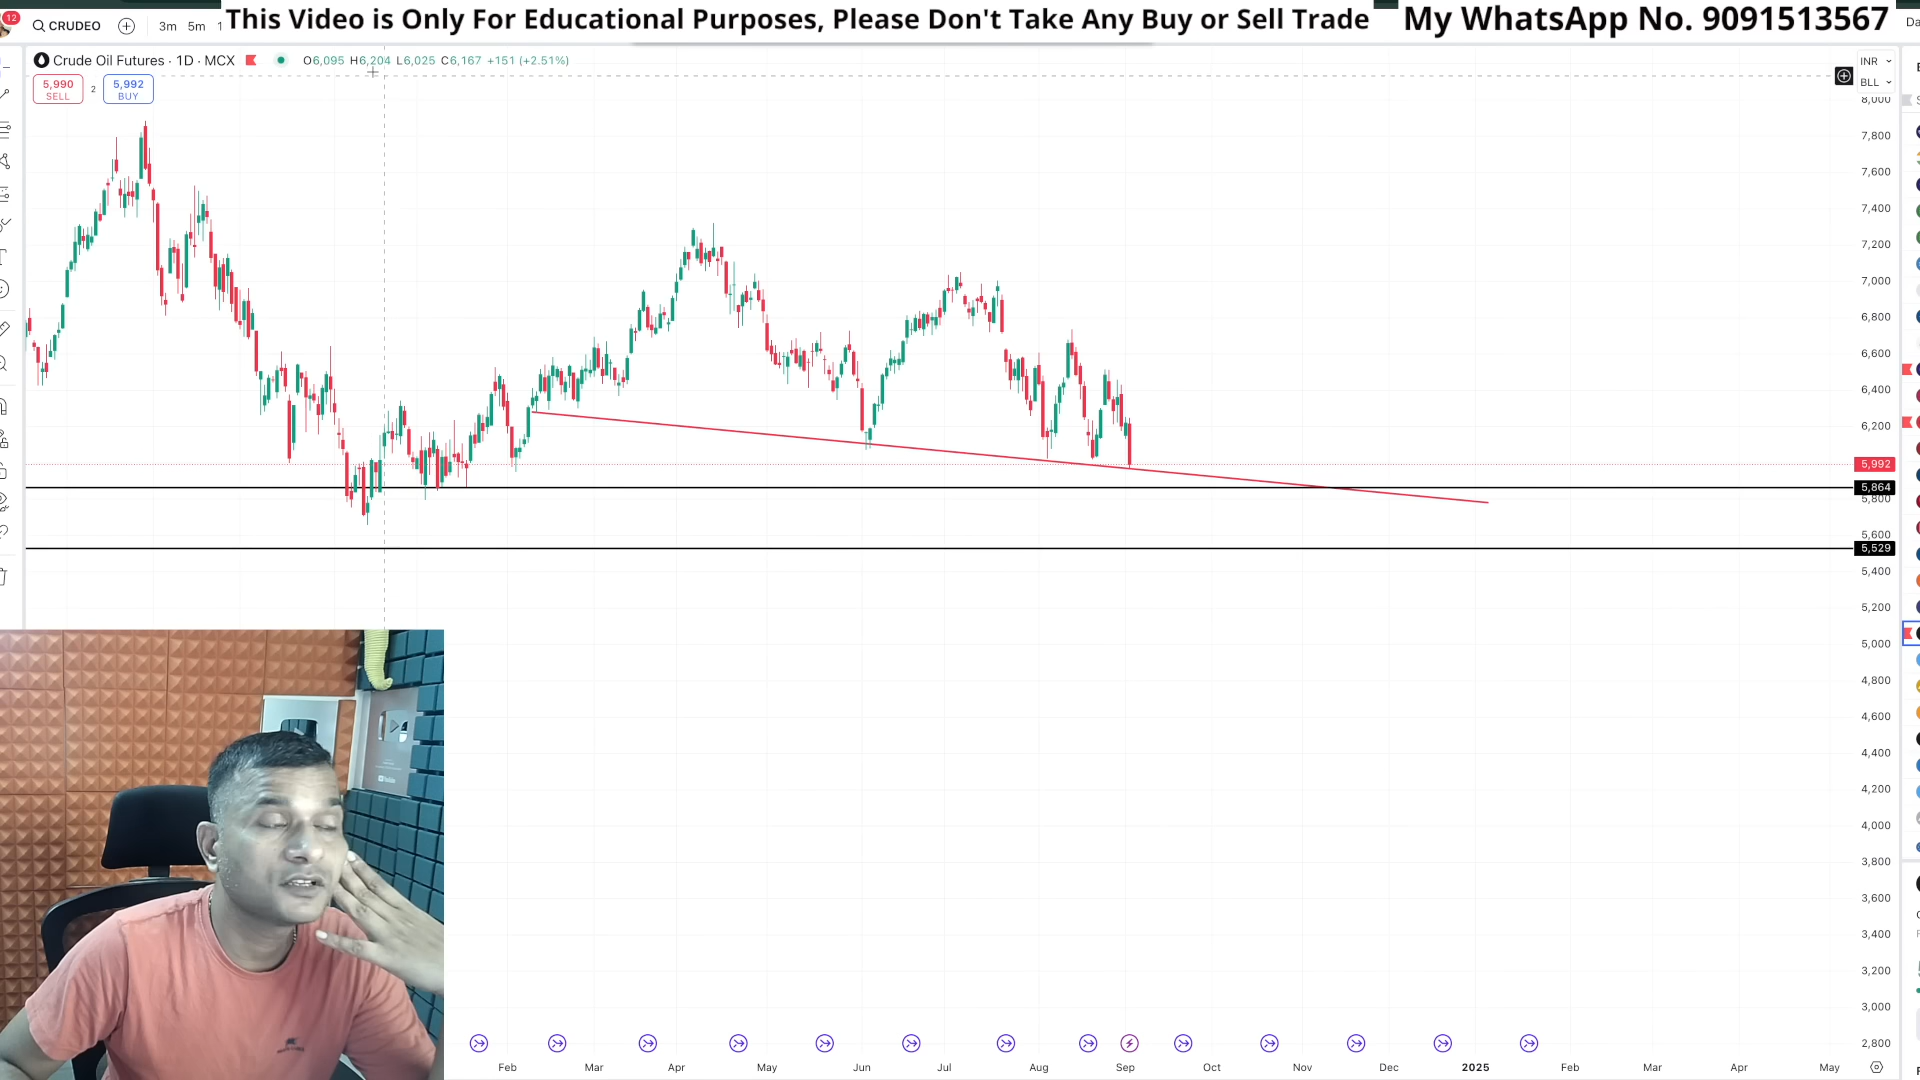 This Video is Only For Educational Purposes, Please Don't Take Any Buy or Sell Trade
My WhatsApp No. 9091513567
12
CRUDEO
3m 5m 1
Da
Crude Oil Futures · 1D · MCX
O6,095 H6,204 L6,025 C6,167 +151 (+2.51%)
5,990
SELL
2
5,992
BUY
INR
BLL
8,000
7,800
7,600
7,400
7,200
7,000
6,800
6,600
6,400
6,200
5,992
5,864
5,800
5,600
5,529
5,400
5,200
5,000
4,800
4,600
4,400
4,200
4,000
3,800
3,600
3,400
3,200
3,000
2,800
Feb Mar Apr May Jun Jul Aug Sep Oct Nov Dec 2025 Feb Mar Apr May